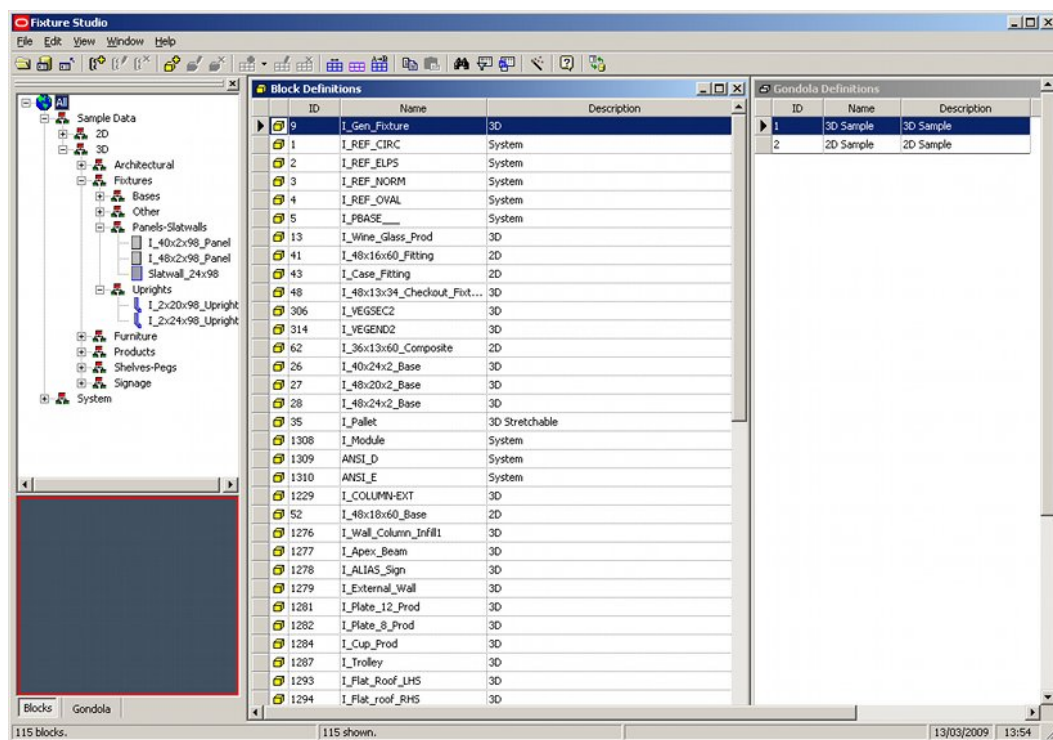 Fixture Studio
File Edit View Window Help
All
Sample Data
2D
3D
Architectural
Fixtures
Bases
Other
Panels-Slatwalls
I_40x2x98_Panel
I_48x2x98_Panel
Slatwall_24x98
Uprights
I_2x20x98_Upright
I_2x24x98_Upright
Furniture
Products
Shelves-Pegs
Signage
System
Blocks Gondola
Block Definitions
ID Name Description
9 I_Gen_Fixture 3D
1 I_REF_CIRC System
2 I_REF_ELPS System
3 I_REF_NORM System
4 I_REF_OVAL System
5 I_PBASE___ System
13 I_Wine_Glass_Prod 3D
41 I_48x16x60_Fitting 2D
43 I_Case_Fitting 2D
48 I_48x13x34_Checkout_Fixt... 3D
306 I_VEGSEC2 3D
314 I_VEGEND2 3D
62 I_36x13x60_Composite 2D
26 I_40x24x2_Base 3D
27 I_48x20x2_Base 3D
28 I_48x24x2_Base 3D
35 I_Pallet 3D Stretchable
1308 I_Module System
1309 ANSI_D System
1310 ANSI_E System
1229 I_COLUMN-EXT 3D
52 I_48x18x60_Base 2D
1276 I_Wall_Column_Infill1 3D
1277 I_Apex_Beam 3D
1278 I_ALIAS_Sign 3D
1279 I_External_Wall 3D
1281 I_Plate_12_Prod 3D
1282 I_Plate_8_Prod 3D
1284 I_Cup_Prod 3D
1287 I_Trolley 3D
1293 I_Flat_Roof_LHS 3D
1294 I_Flat_roof_RHS 3D
Gondola Definitions
ID Name Description
1 3D Sample 3D Sample
2 2D Sample 2D Sample
115 blocks. 115 shown. 13/03/2009 13:54